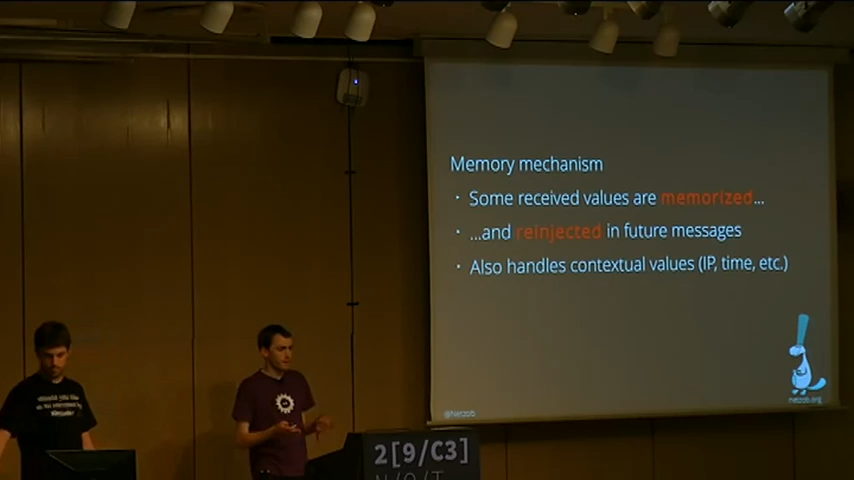 Memory mechanism
· Some received values are memorized...
· ...and reinjected in future messages
· Also handles contextual values (IP, time, etc.)
@Netzob
netzob.org
2[9/C3]
N/O/T